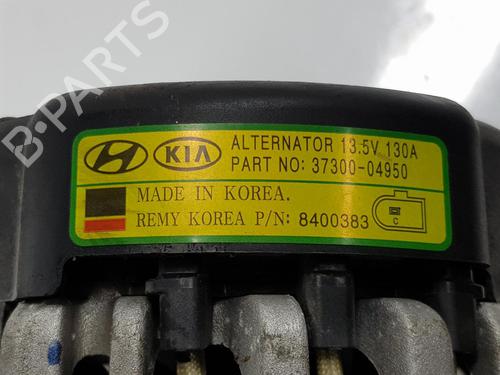 B-PARTS
KIA
ALTERNATOR 13.5V 130A
PART NO: 37300-04950
MADE IN KOREA.
REMY KOREA P/N: 8400383
C